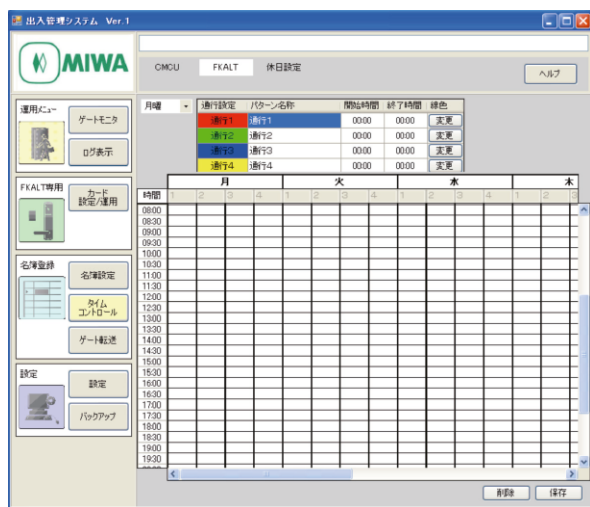 出入管理システム Ver.1
MIWA
CMCU FKALT 休日設定
ヘルプ
運用メニュー
ゲートモニタ
ログ表示
FKALT専用
カード
設定/運用
名簿登録
名簿設定
タイム
コントロール
ゲート転送
設定
設定
バックアップ
月曜 通行設定 パターン名称 開始時間 終了時間 線色
通行1 通行1 00:00 00:00 変更
通行2 通行2 00:00 00:00 変更
通行3 通行3 00:00 00:00 変更
通行4 通行4 00:00 00:00 変更
月 火 水 木
時間 1 2 3 4 1 2 3 4 1 2 3 4 1 2 3
08:00
08:30
09:00
09:30
10:00
10:30
11:00
11:30
12:00
12:30
13:00
13:30
14:00
14:30
15:00
15:30
16:00
16:30
17:00
17:30
18:00
18:30
19:00
19:30
削除 保存